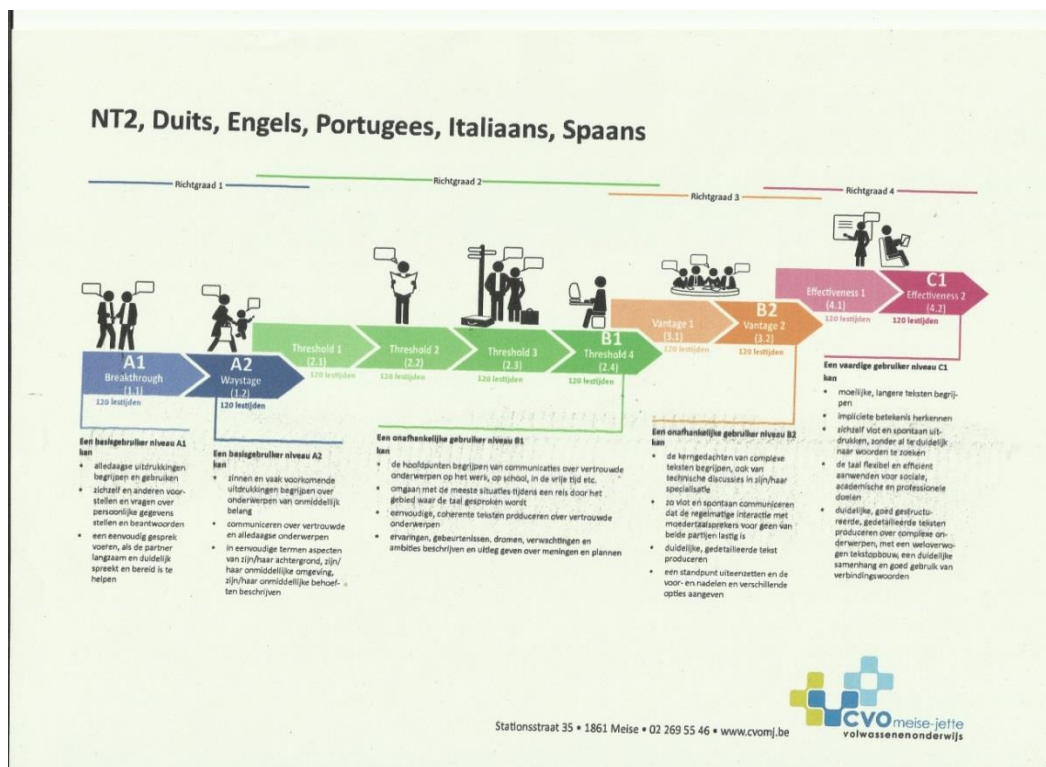 NT2, Duits, Engels, Portugees, Italiaans, Spaans
Richtgraad 1
Richtgraad 2
Richtgraad 3
Richtgraad 4
A1
Breakthrough
(1.1)
120 lestijden
A2
Waystage
(1.2)
120 lestijden
Threshold 1
(2.1)
120 lestijden
Threshold 2
(2.2)
120 lestijden
Threshold 3
(2.3)
120 lestijden
B1
Threshold 4
(2.4)
120 lestijden
Vantage 1
(3.1)
120 lestijden
B2
Vantage 2
(3.2)
120 lestijden
Effectiveness 1
(4.1)
120 lestijden
C1
Effectiveness 2
(4.2)
120 lestijden
Een basisgebruiker niveau A1
kan
• alledaagse uitdrukkingen
begrijpen en gebruiken
• zichzelf en anderen voor-
stellen en vragen over
persoonlijke gegevens
stellen en beantwoorden
• een eenvoudig gesprek
voeren, als de partner
langzaam en duidelijk
spreekt en bereid is te
helpen
Een basisgebruiker niveau A2
kan
• zinnen en vaak voorkomende
uitdrukkingen begrijpen over
onderwerpen van onmiddellijk
belang
• communiceren over vertrouwde
en alledaagse onderwerpen
• in eenvoudige termen aspecten
van zijn/haar achtergrond, zijn/
haar onmiddellijke omgeving,
zijn/haar onmiddellijke behoef-
ten beschrijven
Een onafhankelijke gebruiker niveau B1
kan
• de hoofdpunten begrijpen van communicaties over vertrouwde
onderwerpen op het werk, op school, in de vrije tijd etc.
• omgaan met de meeste situaties tijdens een reis door het
gebied waar de taal gesproken wordt
• eenvoudige, coherente teksten produceren over vertrouwde
onderwerpen
• ervaringen, gebeurtenissen, dromen, verwachtingen en
ambities beschrijven en uitleg geven over meningen en plannen
Een onafhankelijke gebruiker niveau B2
kan
• de kerngedachten van complexe
teksten begrijpen, ook van
technische discussies in zijn/haar
specialisatie
• zo vlot en spontaan communiceren
dat de regelmatige interactie met
moedertaalsprekers voor geen van
beide partijen lastig is
• duidelijke, gedetailleerde tekst
produceren
• een standpunt uiteenzetten en de
voor- en nadelen en verschillende
opties aangeven
Een vaardige gebruiker niveau C1
kan
• moeilijke, langere teksten begrij-
pen
• impliciete betekenis herkennen
• zichzelf vlot en spontaan uit-
drukken, zonder al te duidelijk
naar woorden te zoeken
• de taal flexibel en efficiënt
aanwenden voor sociale,
academische en professionele
doelen
• duidelijke, goed gestructu-
reerde, gedetailleerde teksten
produceren over complexe on-
derwerpen, met een weloverwo-
gen tekstopbouw, een duidelijke
samenhang en goed gebruik van
verbindingswoorden
Stationsstraat 35 • 1861 Meise • 02 269 55 46 • www.cvomj.be
CVO meise-jette
volwassenenonderwijs